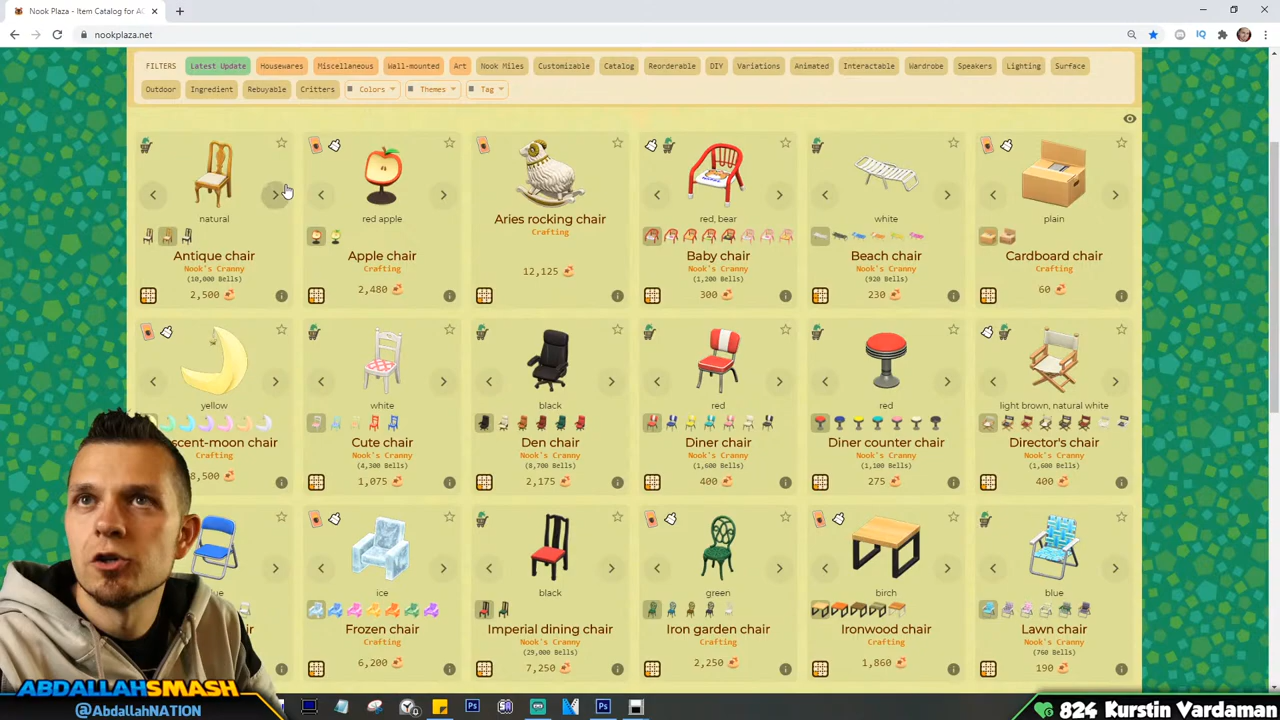 Nook Plaza - Item Catalog for AC
nookplaza.net
FILTERS Latest Update Housewares Miscellaneous Wall-mounted Art Nook Miles Customizable Catalog Reorderable DIY Variations Animated Interactable Wardrobe Speakers Lighting Surface
Outdoor Ingredient Rebuyable Critters Colors Themes Tag
natural
Antique chair
Nook's Cranny
(10,000 Bells)
2,500
red apple
Apple chair
Crafting
2,480
Aries rocking chair
Crafting
12,125
red, bear
Baby chair
Nook's Cranny
(1,200 Bells)
300
white
Beach chair
Nook's Cranny
(920 Bells)
230
plain
Cardboard chair
Crafting
60
yellow
scent-moon chair
Crafting
8,500
white
Cute chair
Nook's Cranny
(4,300 Bells)
1,075
black
Den chair
Nook's Cranny
(8,700 Bells)
2,175
red
Diner chair
Nook's Cranny
(1,600 Bells)
400
red
Diner counter chair
Nook's Cranny
(1,100 Bells)
275
light brown, natural white
Director's chair
Nook's Cranny
(1,600 Bells)
400
ice
Frozen chair
Crafting
6,200
black
Imperial dining chair
Nook's Cranny
(29,000 Bells)
7,250
green
Iron garden chair
Crafting
2,250
birch
Ironwood chair
Crafting
1,860
blue
Lawn chair
Nook's Cranny
(760 Bells)
190
ABDALLAHSMASH
@AbdallahNATION
824 Kurstin Vardaman